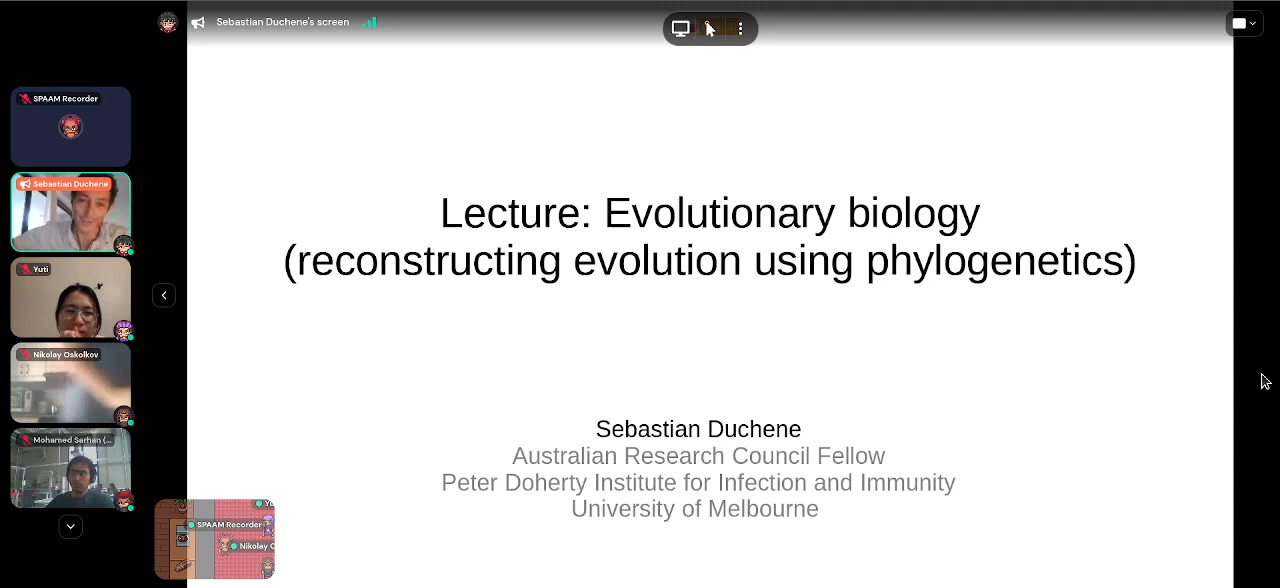 Sebastian Duchene's screen
SPAAM Recorder
Sebastian Duchene
Yuti
Nikolay Oskolkov
Mohamed Sarhan (...
Lecture: Evolutionary biology
(reconstructing evolution using phylogenetics)
Sebastian Duchene
Australian Research Council Fellow
Peter Doherty Institute for Infection and Immunity
University of Melbourne
SPAAM Recorder
Nikolay O